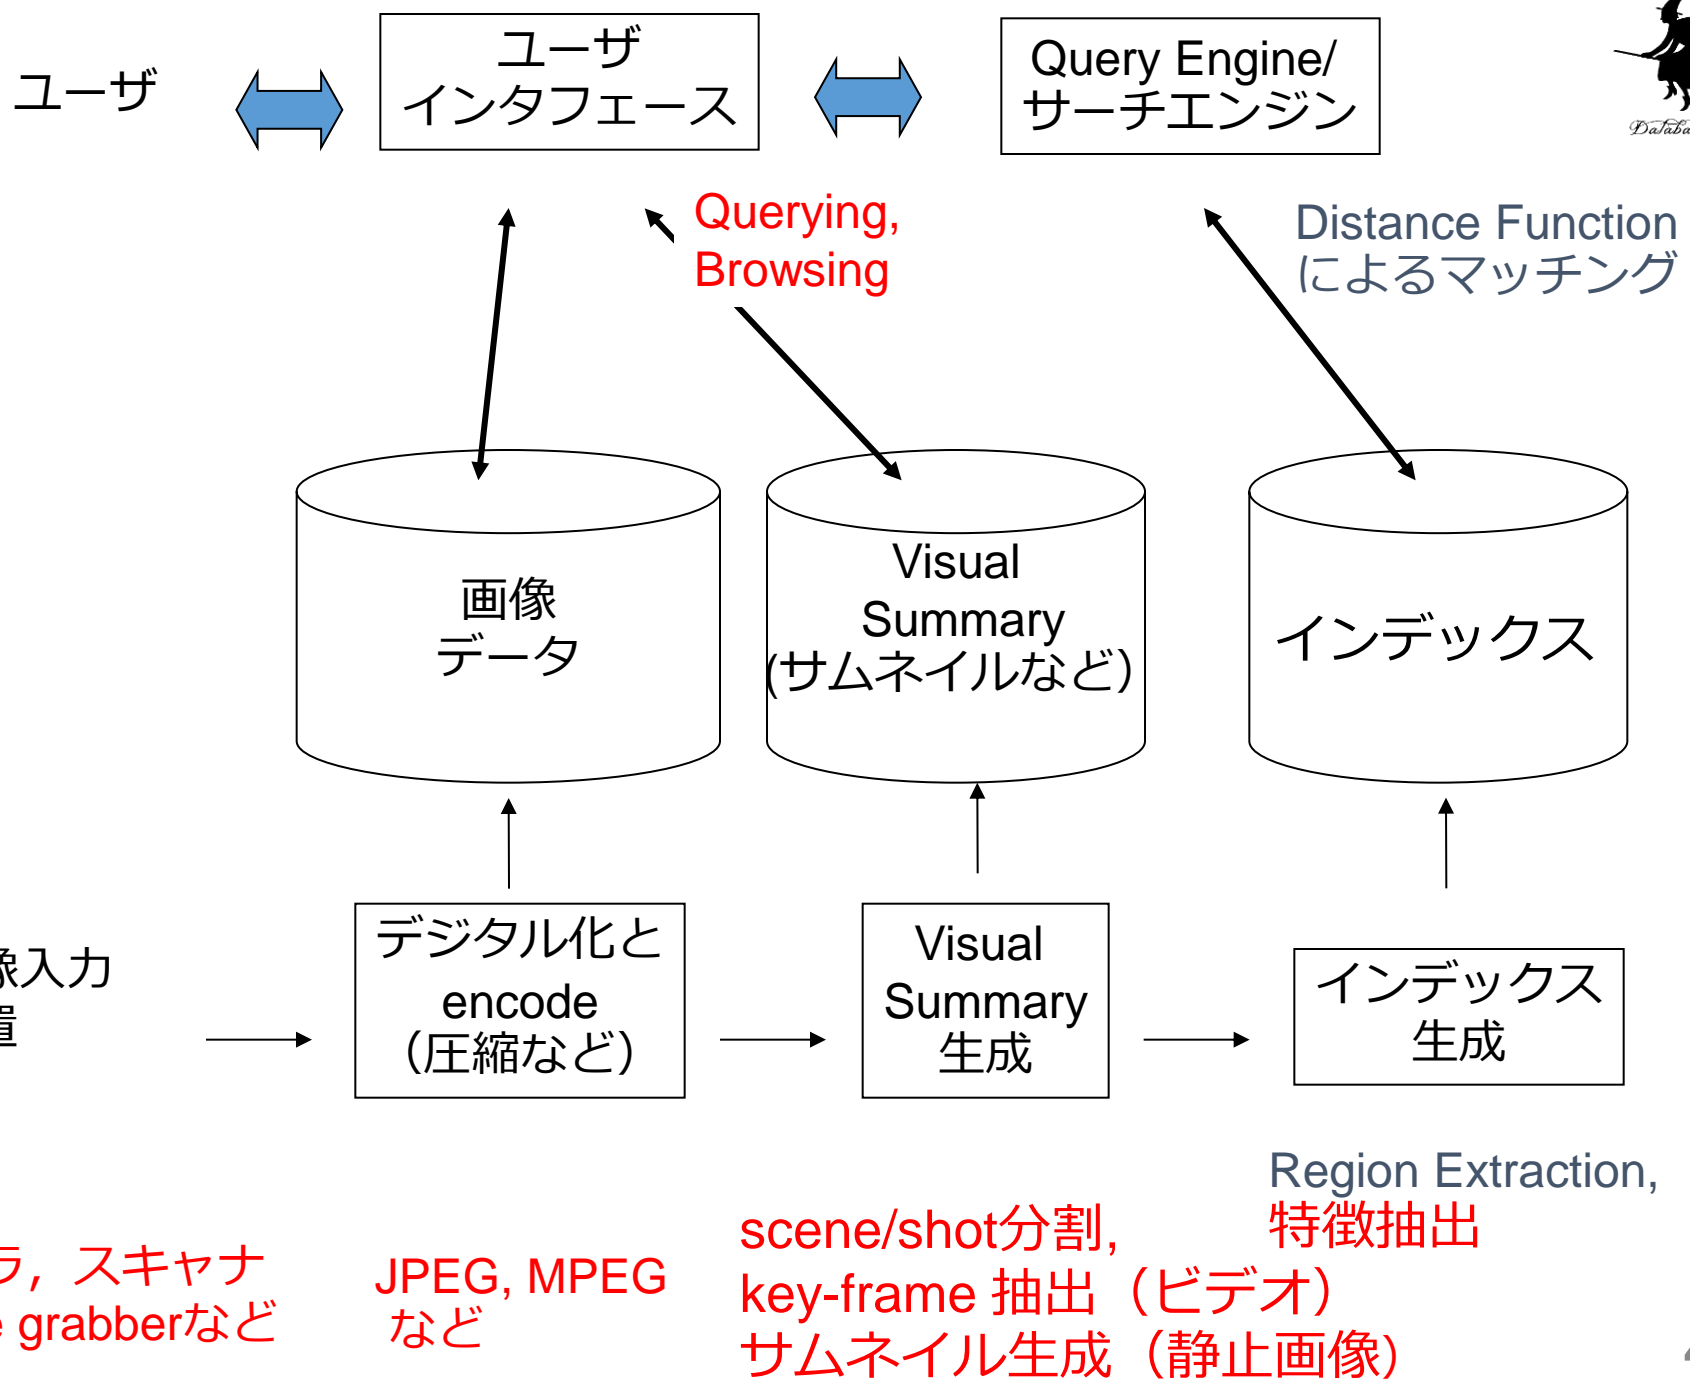 ユーザ
ユーザ
インタフェース
Query Engine/
サーチエンジン
Querying,
Browsing
Distance Function
によるマッチング
画像
データ
Visual
Summary
(サムネイルなど）
インデックス
像入力
置
デジタル化と
encode
（圧縮など）
Visual
Summary
生成
インデックス
生成
ラ，スキャナ
e grabberなど
JPEG, MPEG
など
scene/shot分割,
key-frame 抽出（ビデオ）
サムネイル生成（静止画像）
Region Extraction,
特徴抽出